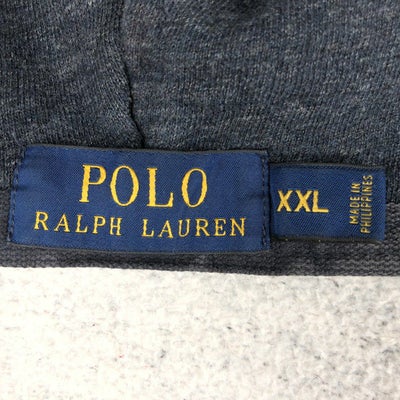 POLO
RALPH LAUREN
XXL
MADE IN
PHILIPPINES